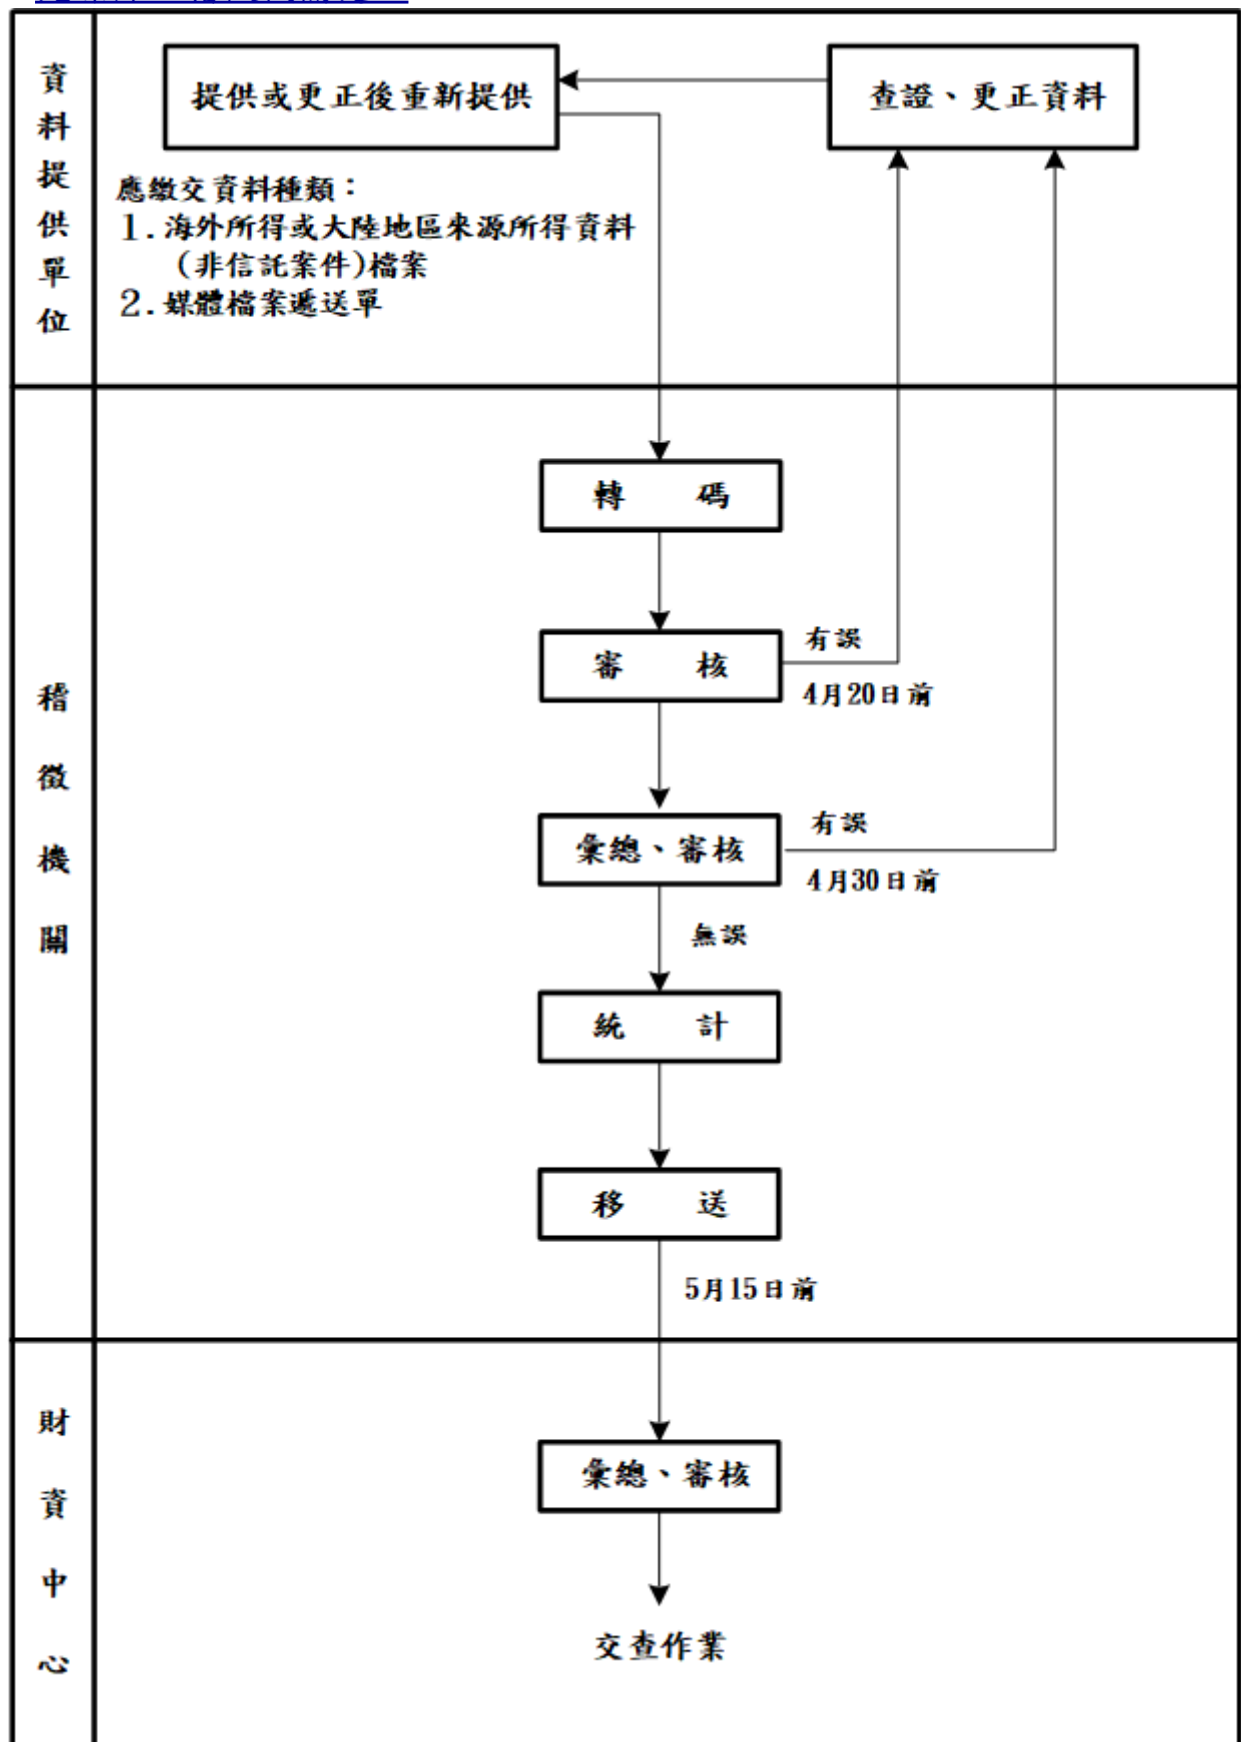 資料提供單位
提供或更正後重新提供
查證、更正資料
應繳交資料種類：
1.海外所得或大陸地區來源所得資料
(非信託案件)檔案
2.媒體檔案遞送單
稽徵機關
轉 碼
審 核
有誤
4月20日前
彙總、審核
有誤
4月30日前
無誤
統 計
移 送
5月15日前
財資中心
彙總、審核
交查作業